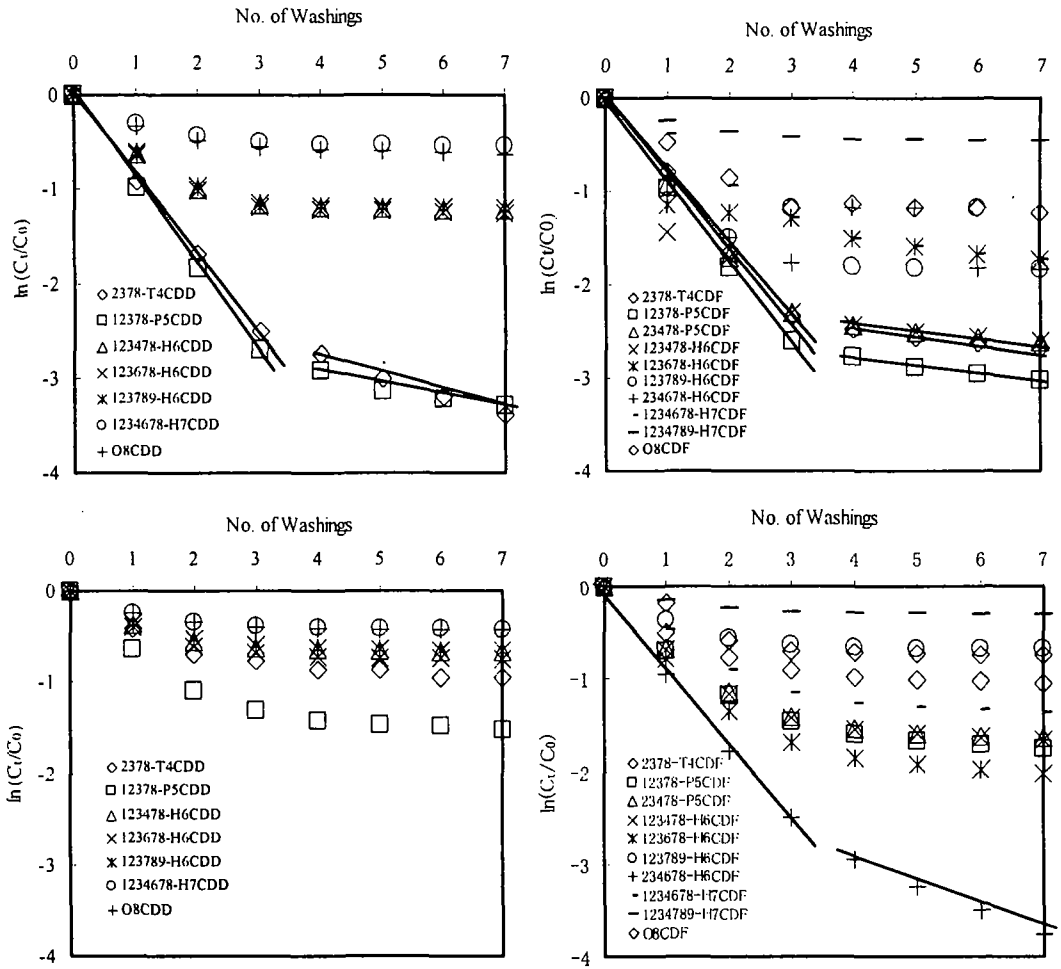 No. of Washings
0 1 2 3 4 5 6 7
0
-1
-2
-3
-4
ln(Ct/C0)
2378-T4CDD
12378-P5CDD
123478-H6CDD
123678-H6CDD
123789-H6CDD
1234678-H7CDD
O8CDD
No. of Washings
0 1 2 3 4 5 6 7
0
-1
-2
-3
-4
ln(Ct/C0)
2378-T4CDF
12378-P5CDF
23478-P5CDF
123478-H6CDF
123678-H6CDF
123789-H6CDF
234678-H6CDF
1234678-H7CDF
1234789-H7CDF
O8CDF
No. of Washings
0 1 2 3 4 5 6 7
0
-1
-2
-3
-4
ln(Ct/C0)
2378-T4CDD
12378-P5CDD
123478-H6CDD
123678-H6CDD
123789-H6CDD
1234678-H7CDD
O8CDD
No. of Washings
0 1 2 3 4 5 6 7
0
-1
-2
-3
-4
ln(Ct/C0)
2378-T4CDF
12378-P5CDF
23478-P5CDF
123478-H6CDF
123678-H6CDF
123789-H6CDF
234678-H6CDF
1234678-H7CDF
1234789-H7CDF
O8CDF